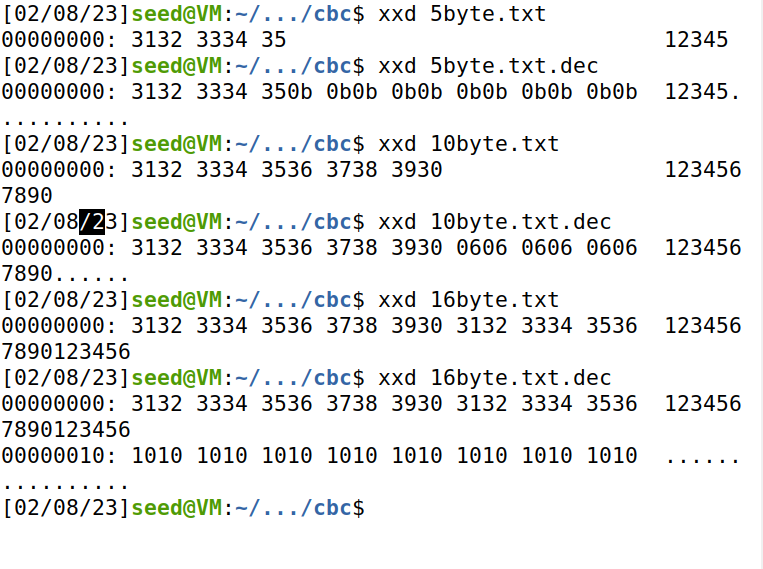 [02/08/23]seed@VM:~/.../cbc$ xxd 5byte.txt
00000000: 3132 3334 35                             12345
[02/08/23]seed@VM:~/.../cbc$ xxd 5byte.txt.dec
00000000: 3132 3334 350b 0b0b 0b0b 0b0b 0b0b 0b0b  12345.
..........
[02/08/23]seed@VM:~/.../cbc$ xxd 10byte.txt
00000000: 3132 3334 3536 3738 3930                 123456
7890
[02/08/23]seed@VM:~/.../cbc$ xxd 10byte.txt.dec
00000000: 3132 3334 3536 3738 3930 0606 0606 0606  123456
7890......
[02/08/23]seed@VM:~/.../cbc$ xxd 16byte.txt
00000000: 3132 3334 3536 3738 3930 3132 3334 3536  123456
7890123456
[02/08/23]seed@VM:~/.../cbc$ xxd 16byte.txt.dec
00000000: 3132 3334 3536 3738 3930 3132 3334 3536  123456
7890123456
00000010: 1010 1010 1010 1010 1010 1010 1010 1010  ......
..........
[02/08/23]seed@VM:~/.../cbc$